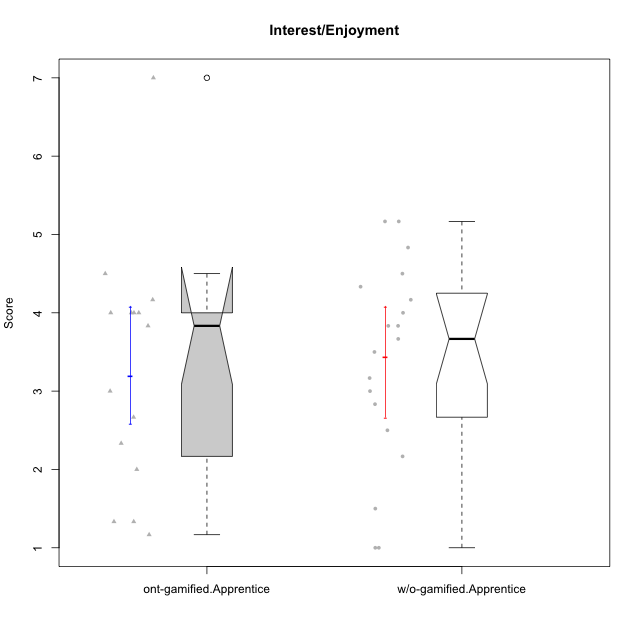 Interest/Enjoyment
Score
7
6
5
4
3
2
1
ont-gamified.Apprentice
w/o-gamified.Apprentice